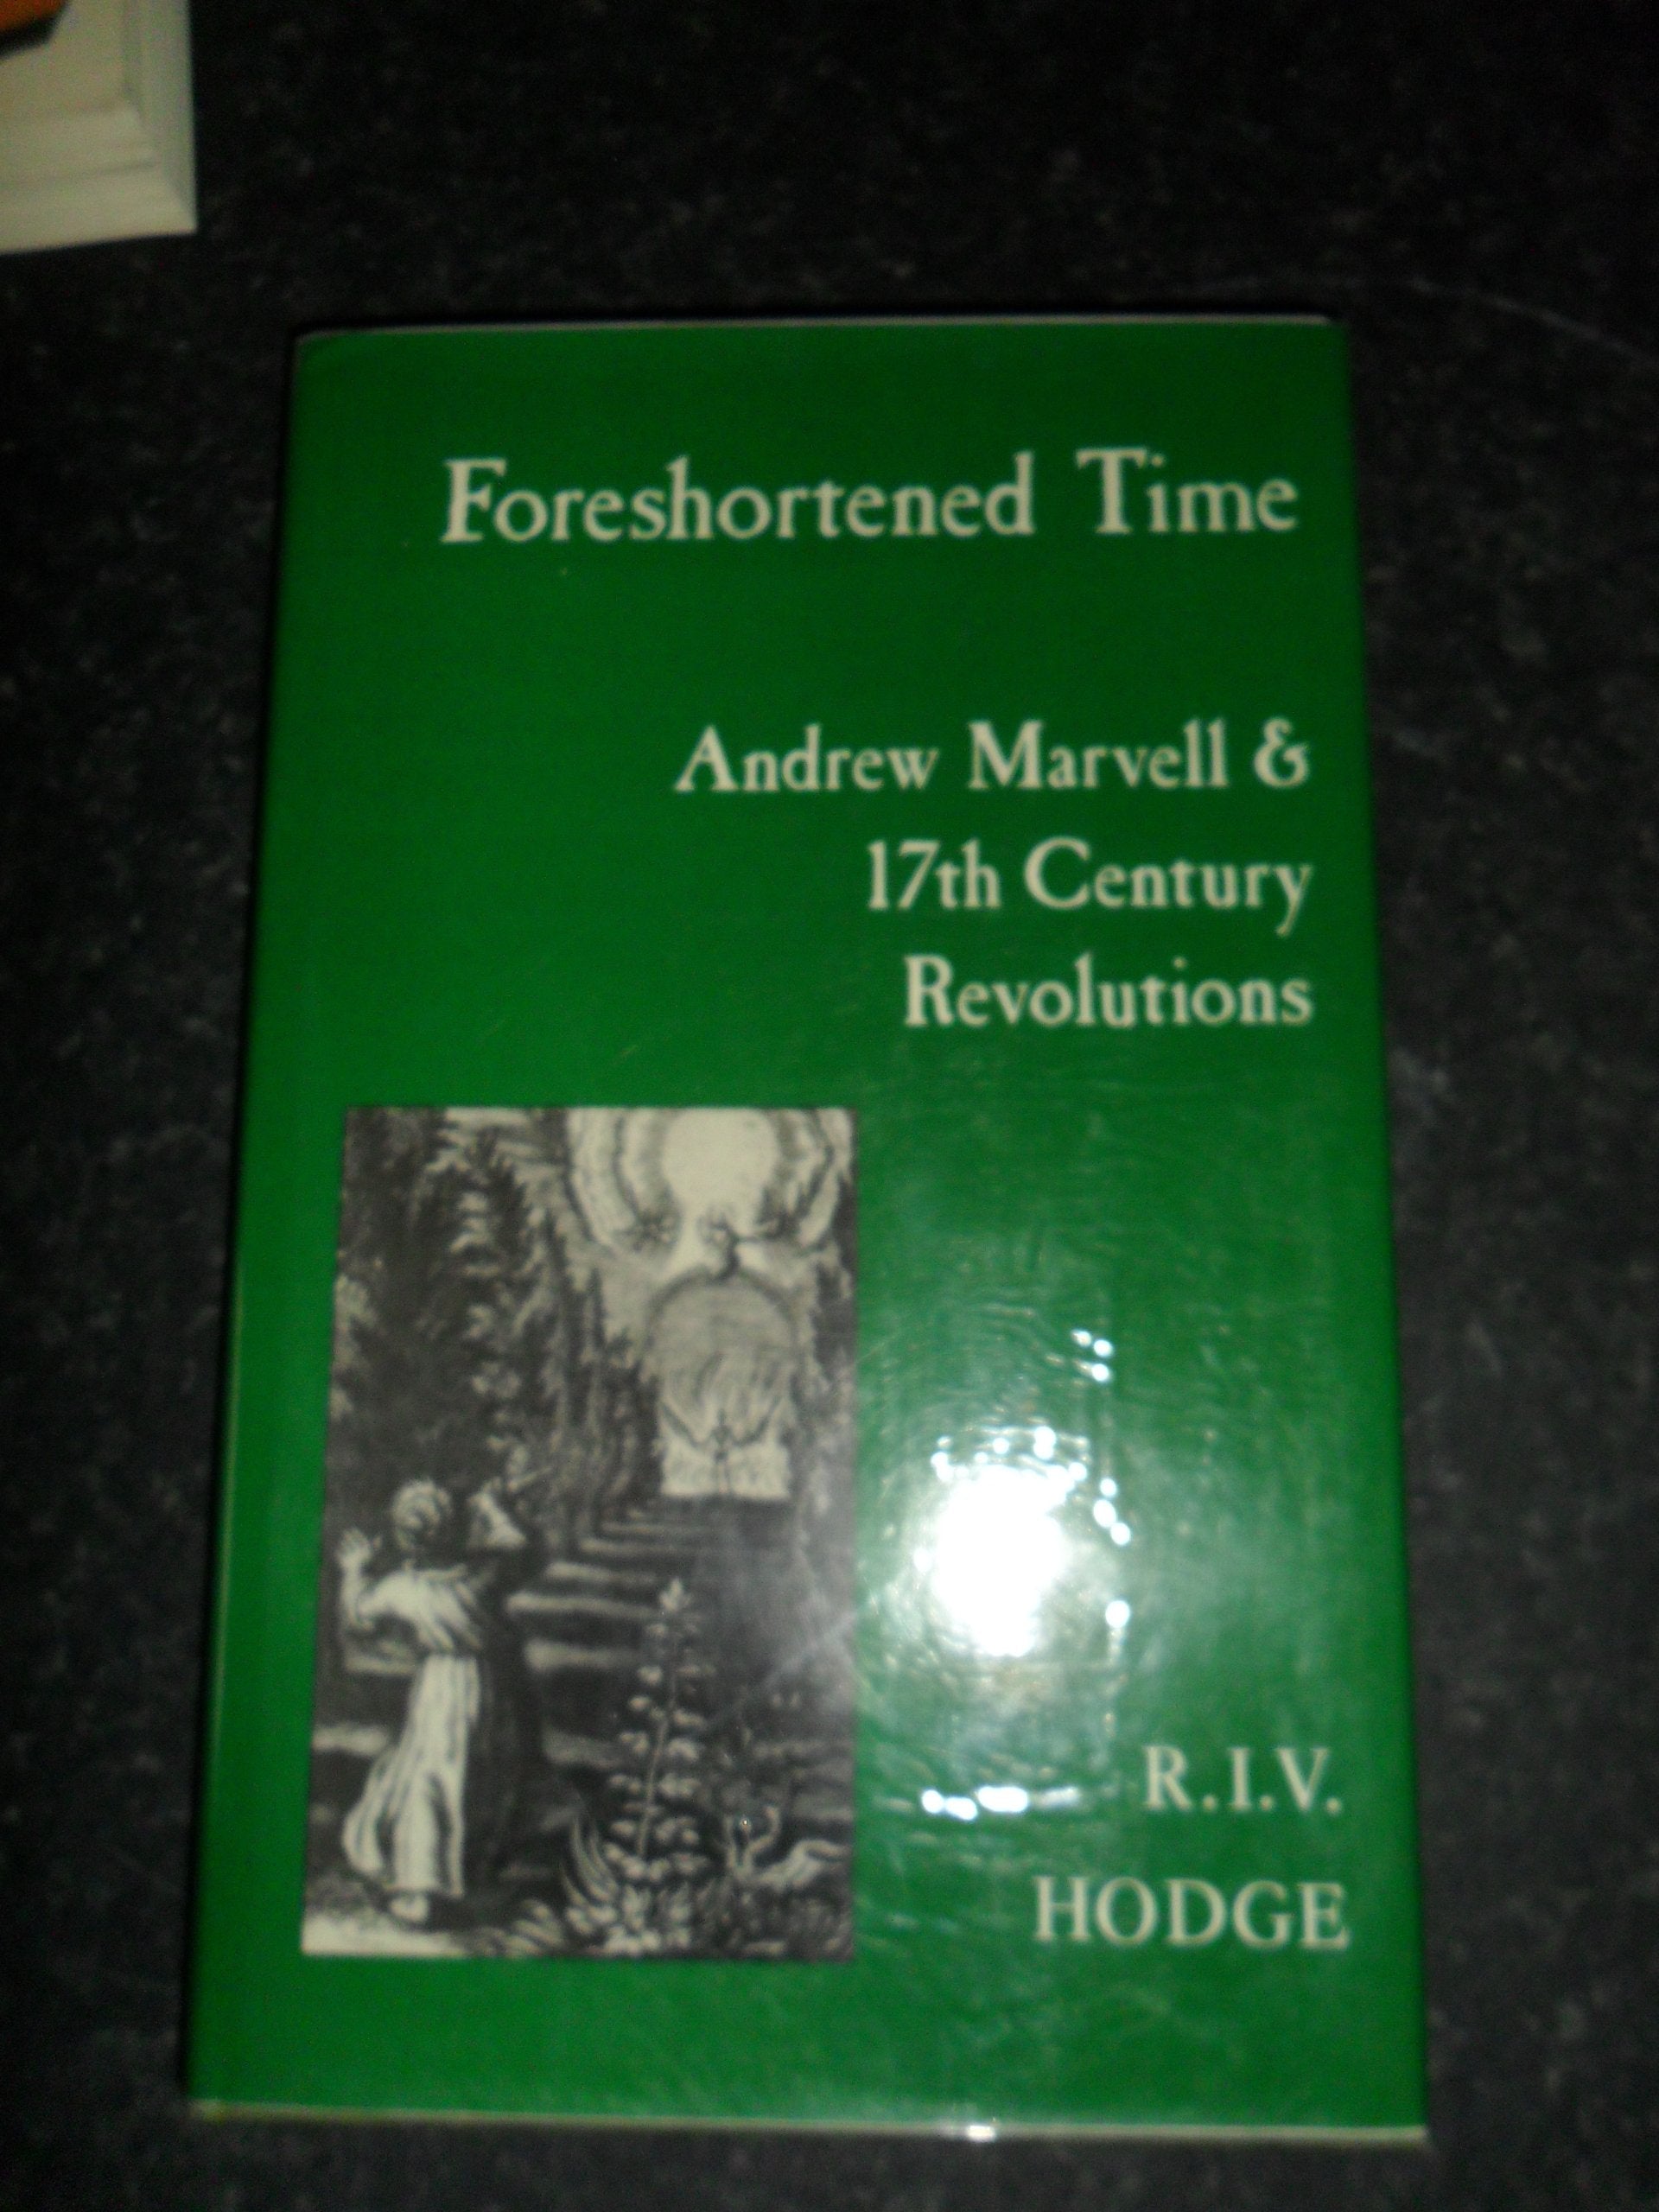 Foreshortened Time
Andrew Marvell &
17th Century
Revolutions
R.I.V.
HODGE